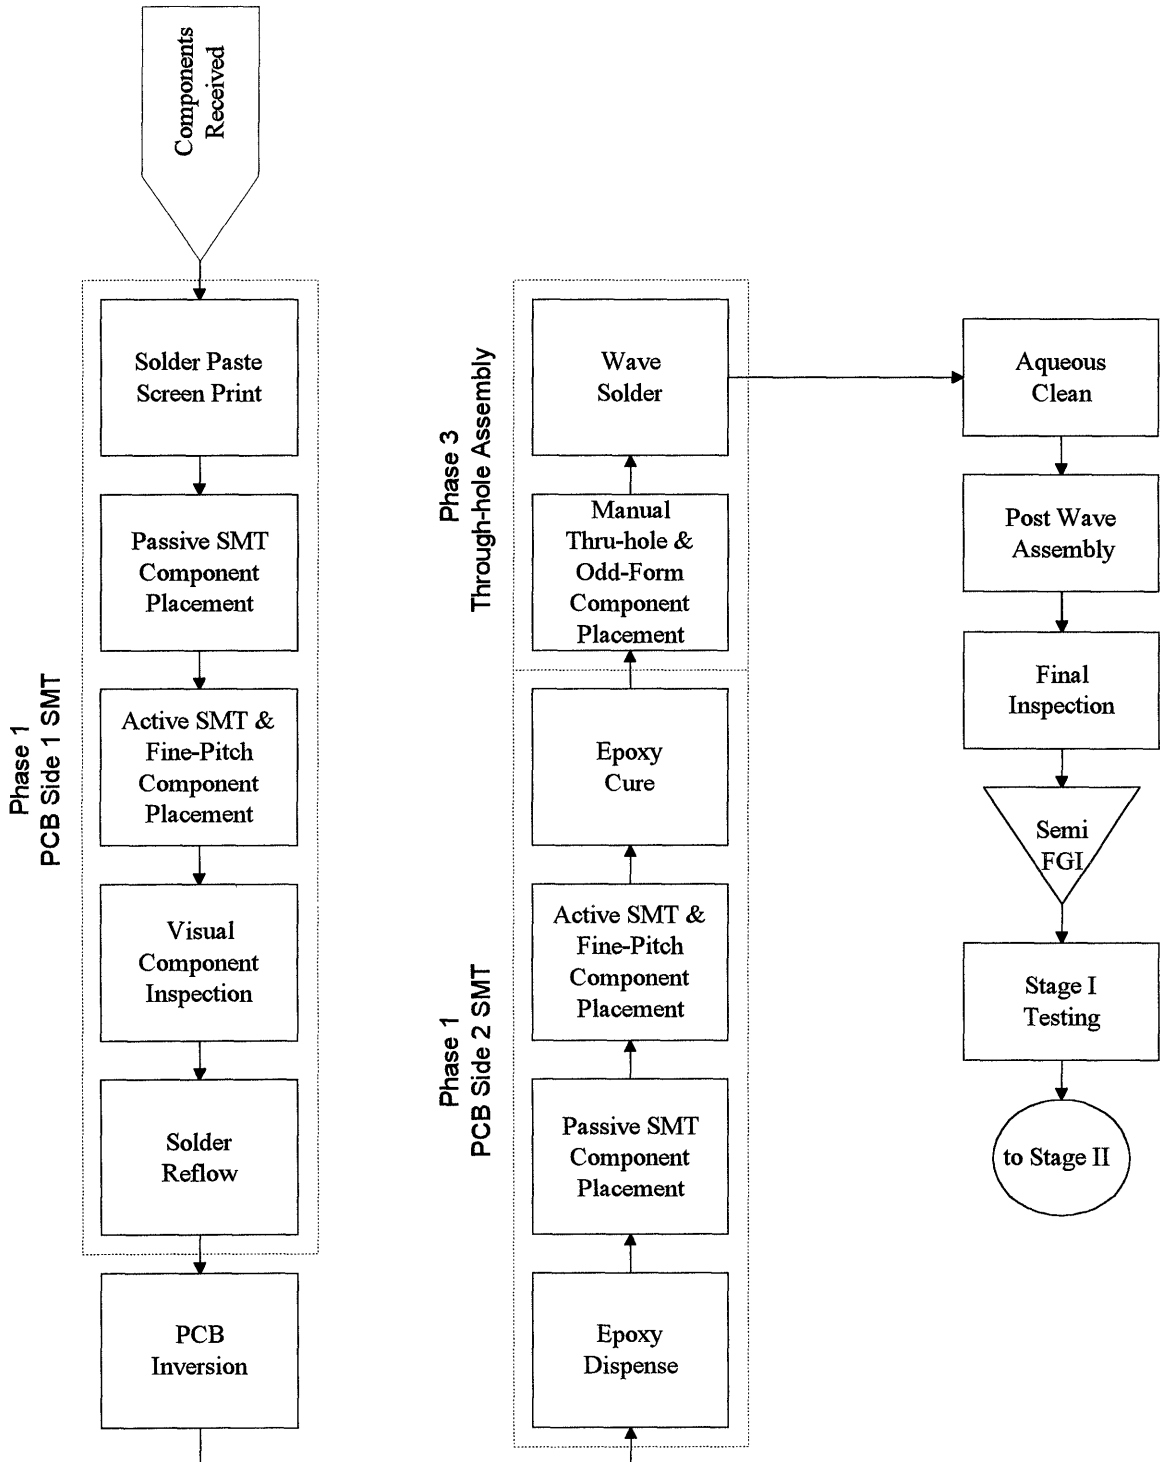 Components
Received
Phase 1
PCB Side 1 SMT
Solder Paste
Screen Print
Passive SMT
Component
Placement
Active SMT &
Fine-Pitch
Component
Placement
Visual
Component
Inspection
Solder
Reflow
PCB
Inversion
Phase 3
Through-hole Assembly
Wave
Solder
Manual
Thru-hole &
Odd-Form
Component
Placement
Phase 1
PCB Side 2 SMT
Epoxy
Cure
Active SMT &
Fine-Pitch
Component
Placement
Passive SMT
Component
Placement
Epoxy
Dispense
Aqueous
Clean
Post Wave
Assembly
Final
Inspection
Semi
FGI
Stage I
Testing
to Stage II